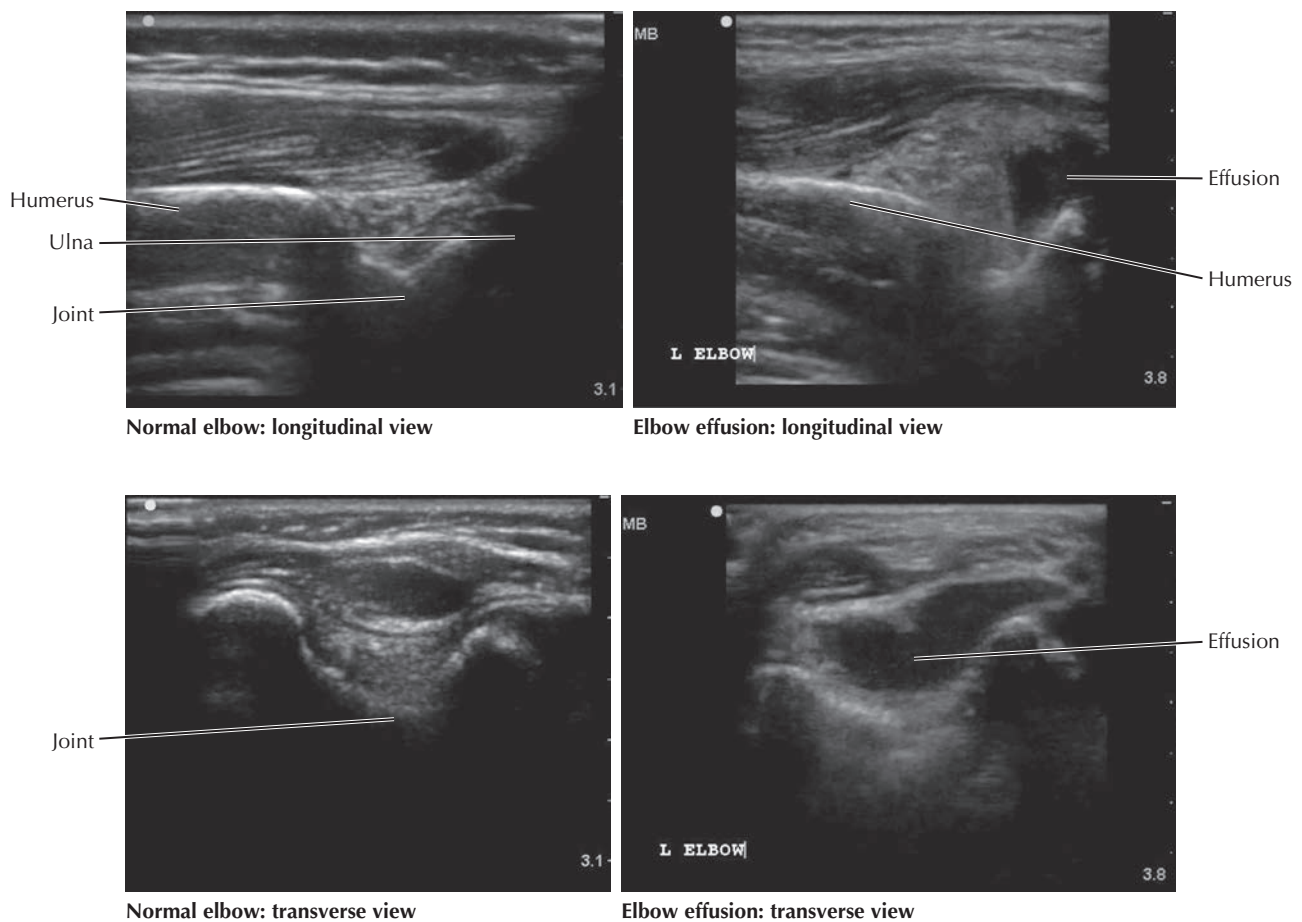 MB
Humerus
Ulna
Joint
Effusion
Humerus
L ELBOW
3.1
3.8
Normal elbow: longitudinal view
Elbow effusion: longitudinal view
MB
Effusion
Joint
L ELBOW
3.1
3.8
Normal elbow: transverse view
Elbow effusion: transverse view